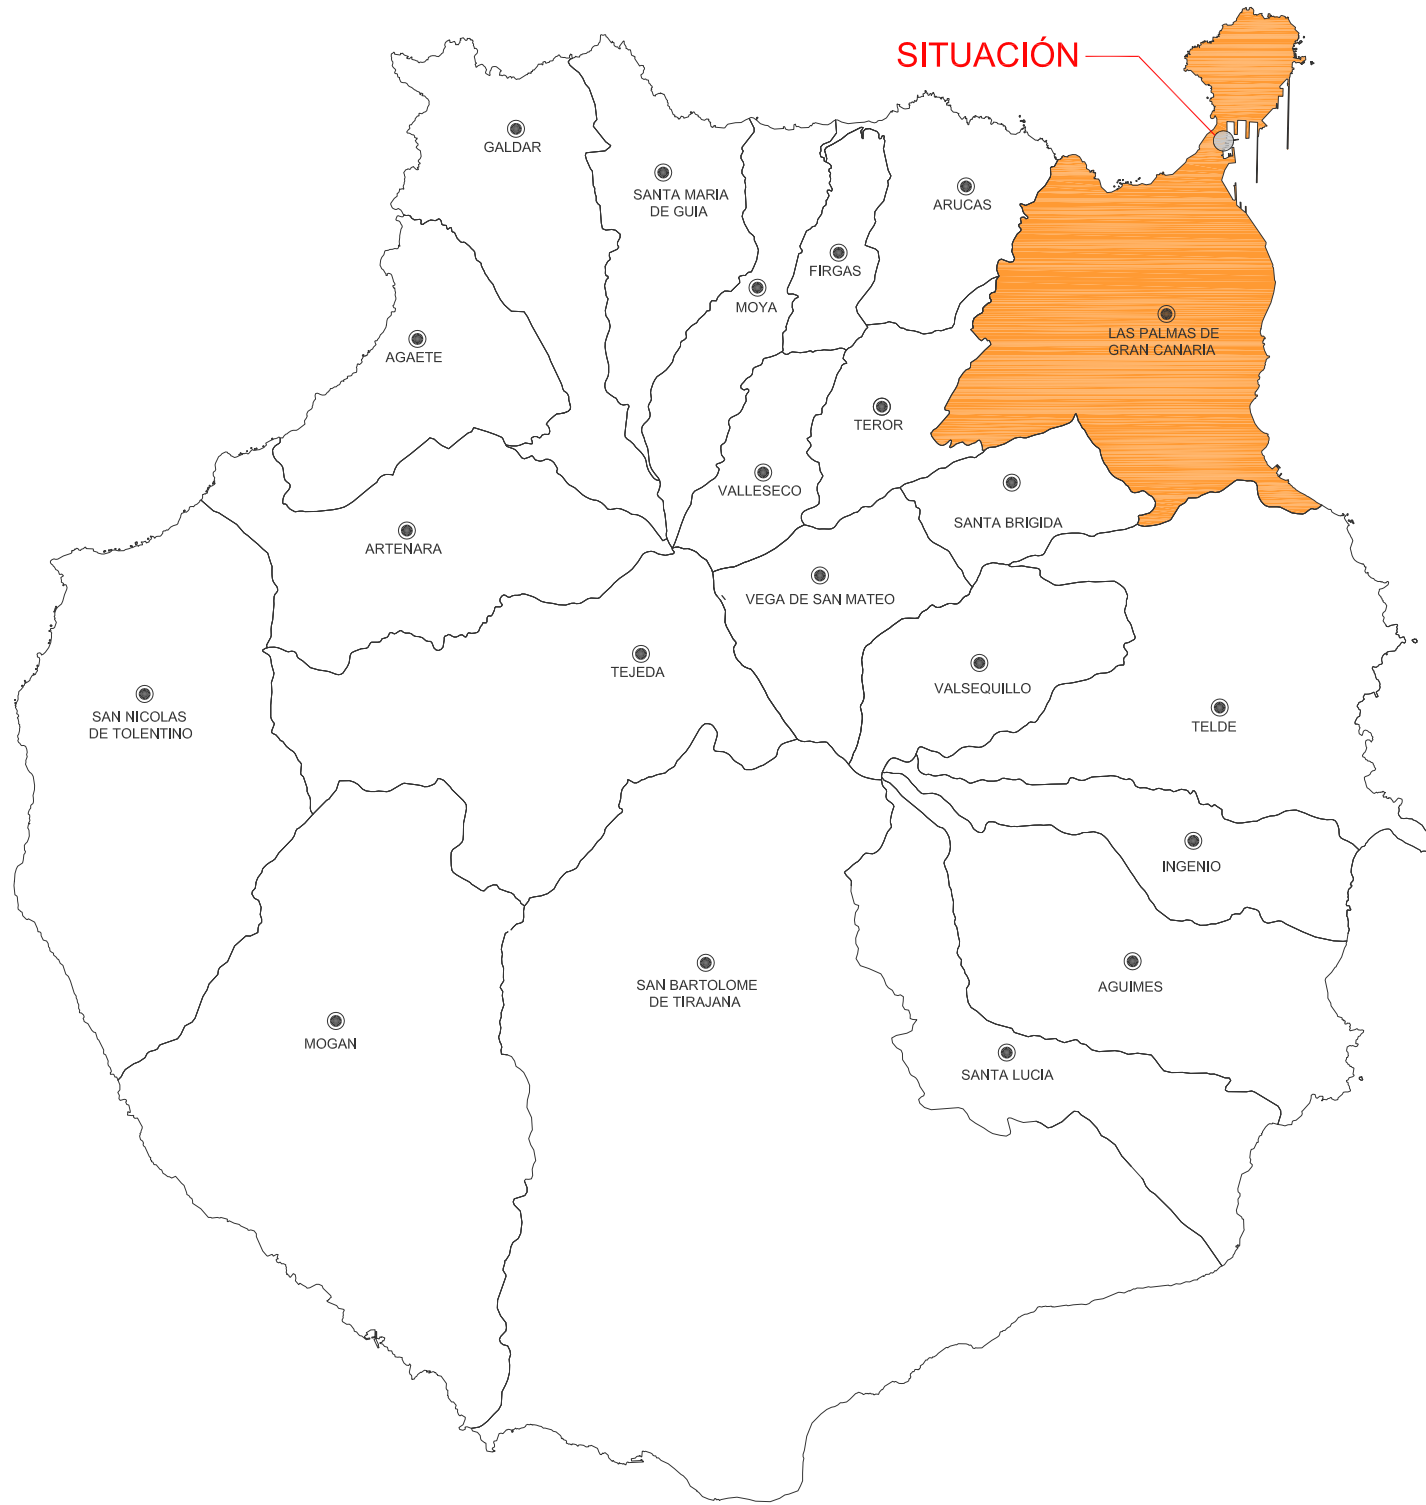 SITUACIÓN
GALDAR
SANTA MARIA
DE GUIA
ARUCAS
FIRGAS
MOYA
LAS PALMAS DE
GRAN CANARIA
AGAETE
TEROR
VALLESECO
SANTA BRIGIDA
ARTENARA
VEGA DE SAN MATEO
TEJEDA
VALSEQUILLO
SAN NICOLAS
DE TOLENTINO
TELDE
INGENIO
SAN BARTOLOME
DE TIRAJANA
AGUIMES
MOGAN
SANTA LUCIA